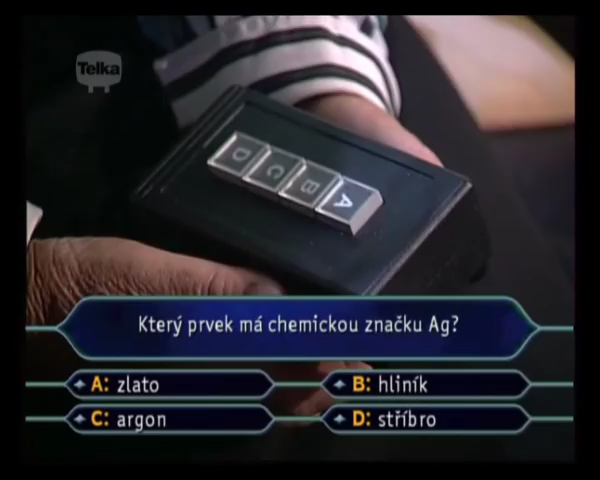 Telka
D
C
B
A
Který prvek má chemickou značku Ag?
A: zlato
B: hliník
C: argon
D: stříbro